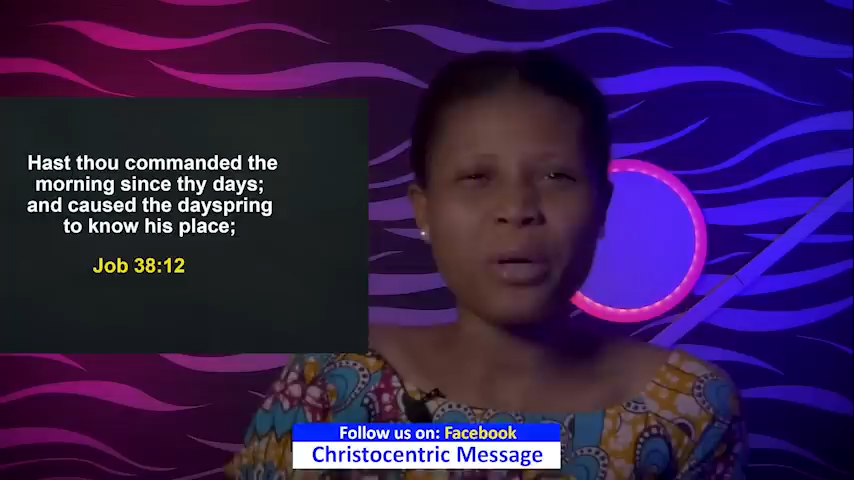 Hast thou commanded the
morning since thy days;
and caused the dayspring
to know his place;
Job 38:12
Follow us on: Facebook
Christocentric Message